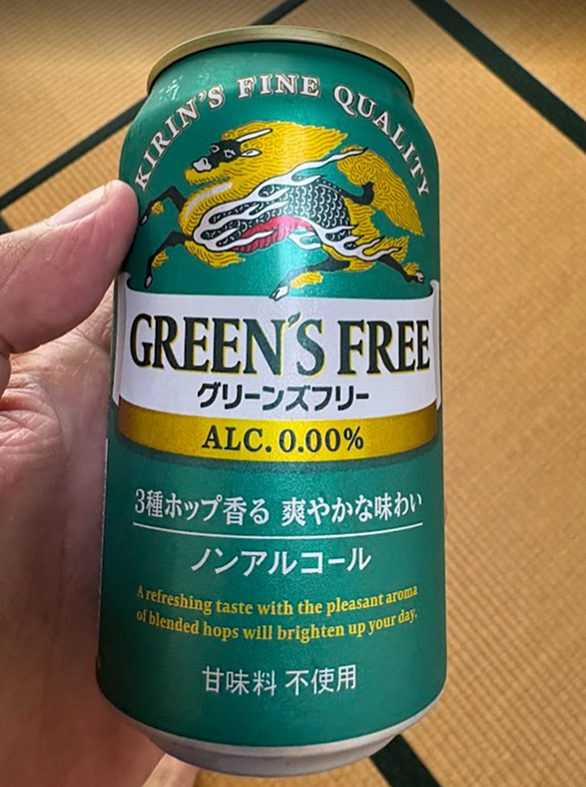 KIRIN'S FINE QUALITY
GREEN'S FREE
グリーンズフリー
ALC. 0.00%
3種ホップ香る 爽やかな味わい
ノンアルコール
A refreshing taste with the pleasant aroma
of blended hops will brighten up your day.
甘味料 不使用